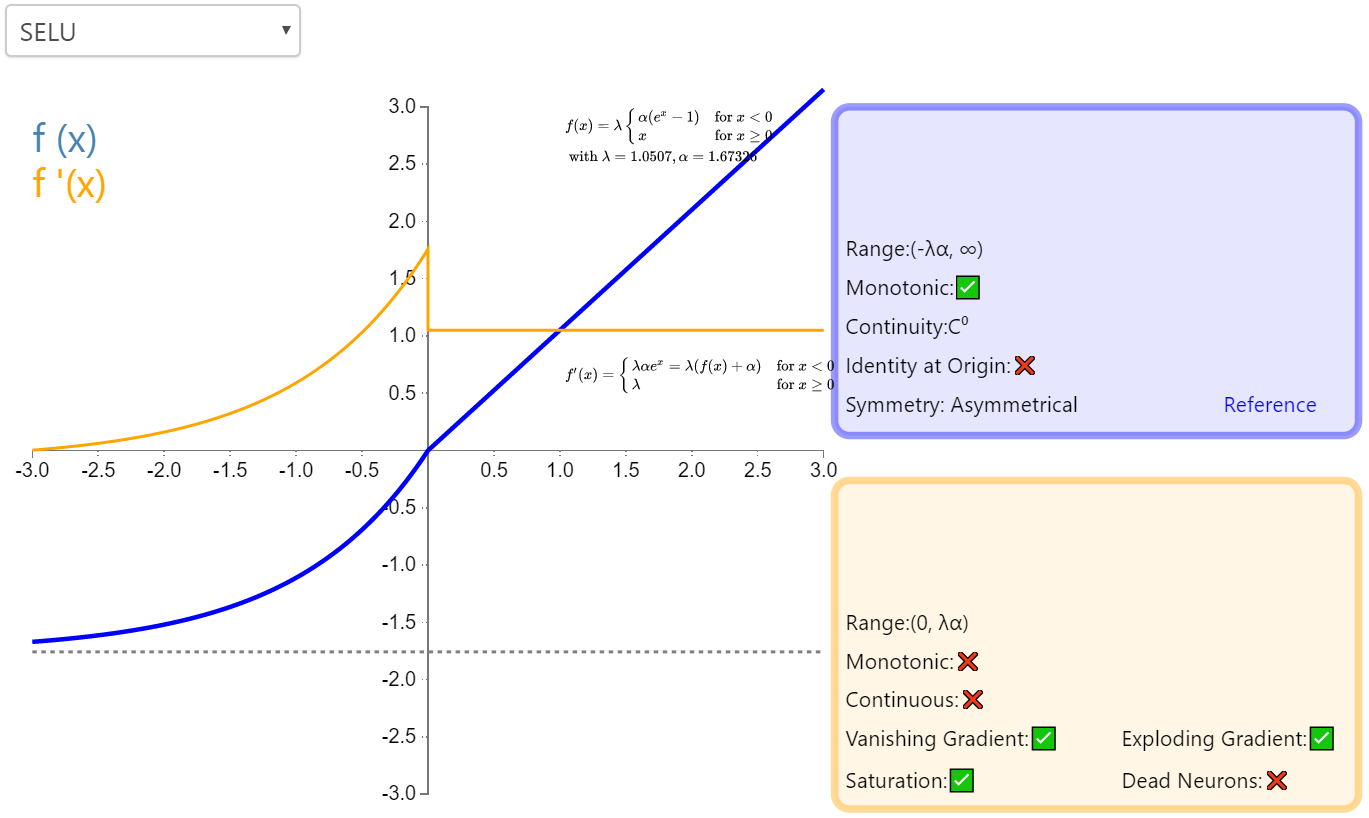 SELU
f (x)
f '(x)
3.0
2.5
2.0
1.5
1.0
0.5
-0.5
-1.0
-1.5
-2.0
-2.5
-3.0
-3.0 -2.5 -2.0 -1.5 -1.0 -0.5 0.5 1.0 1.5 2.0 2.5 3.0
f(x) = λ { α(eˣ − 1) for x < 0
x for x ≥ 0
with λ = 1.0507, α = 1.67326
f′(x) = { λαeˣ = λ(f(x) + α) for x < 0
λ for x ≥ 0
Range:(-λα, ∞)
Monotonic:✅
Continuity:C⁰
Identity at Origin:❌
Symmetry: Asymmetrical Reference
Range:(0, λα)
Monotonic:❌
Continuous:❌
Vanishing Gradient:✅ Exploding Gradient:✅
Saturation:✅ Dead Neurons:❌